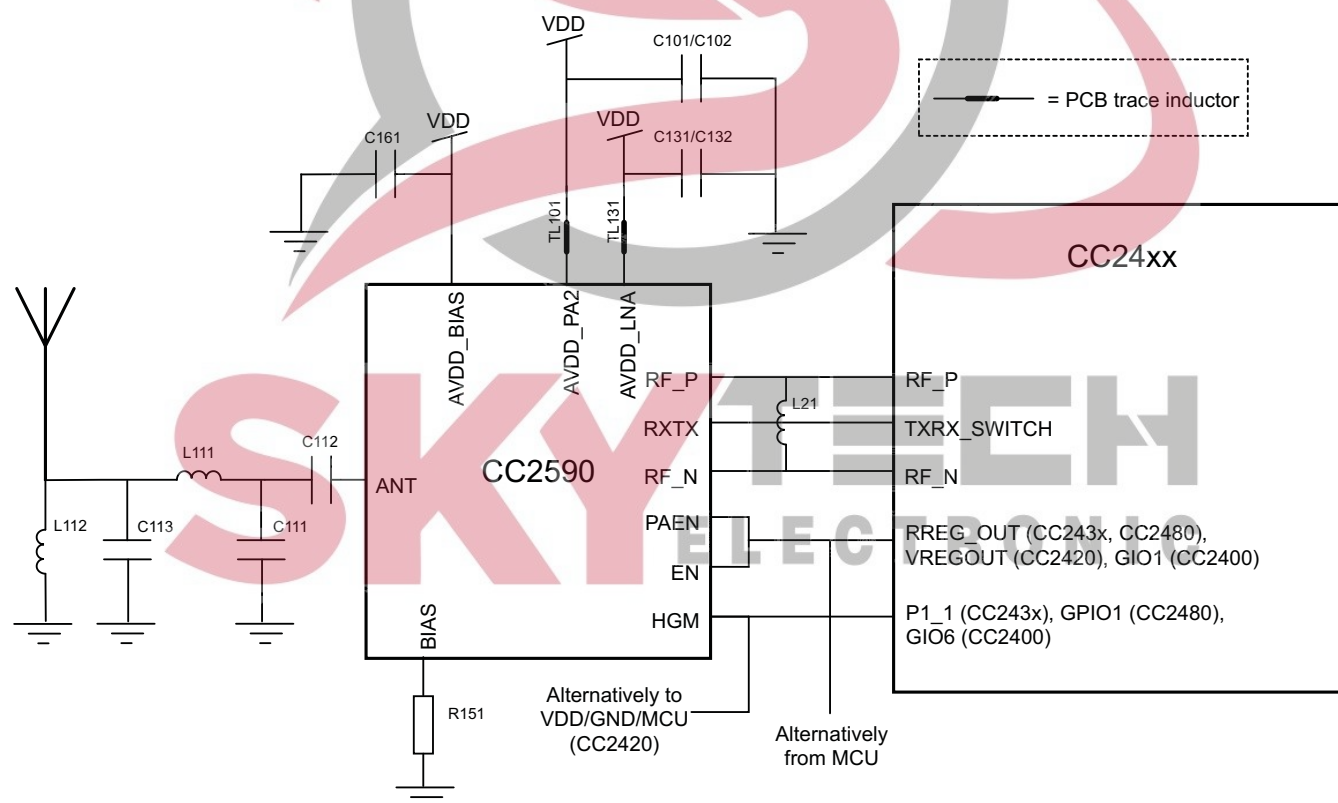 VDD
C101/C102
= PCB trace inductor
VDD
VDD
C161
C131/C132
TL101
TL131
CC24xx
AVDD_BIAS
AVDD_PA2
AVDD_LNA
RF_P
RF_P
L21
RXTX
TXRX_SWITCH
SKYTECH
ELECTRONIC
C112
L111
CC2590
ANT
RF_N
RF_N
L112
C113
C111
PAEN
EN
RREG_OUT (CC243x, CC2480),
VREGOUT (CC2420), GIO1 (CC2400)
HGM
P1_1 (CC243x), GPIO1 (CC2480),
GIO6 (CC2400)
BIAS
R151
Alternatively to
VDD/GND/MCU
(CC2420)
Alternatively
from MCU